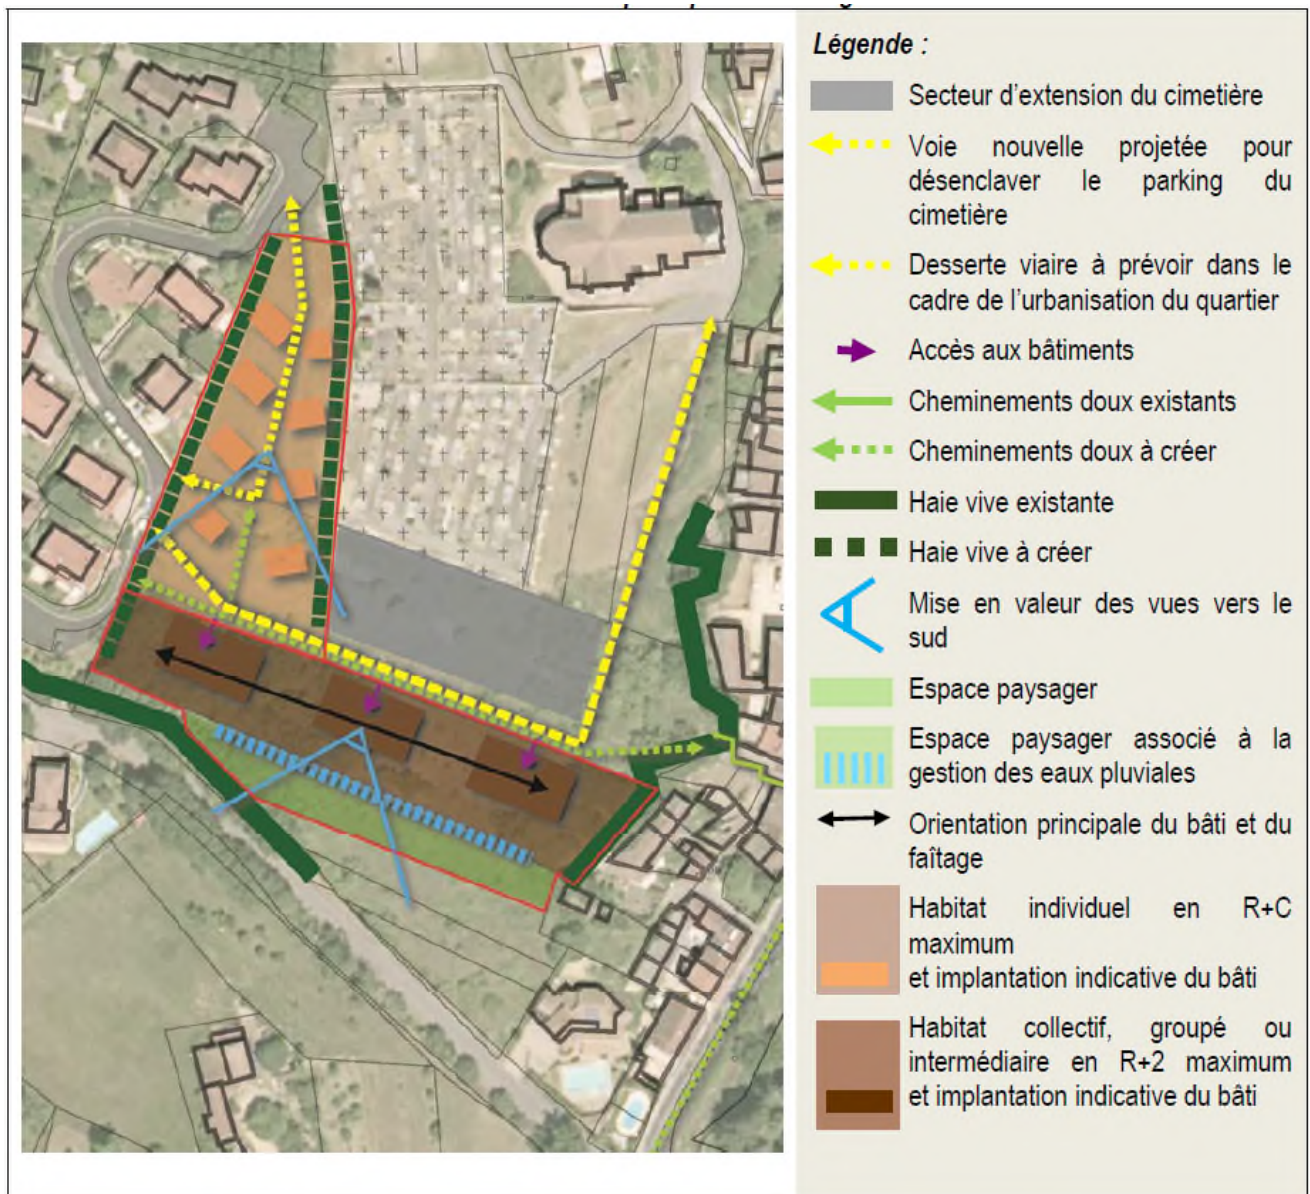 Légende :
Secteur d'extension du cimetière
Voie nouvelle projetée pour
désenclaver le parking du
cimetière
Desserte viaire à prévoir dans le
cadre de l'urbanisation du quartier
Accès aux bâtiments
Cheminements doux existants
Cheminements doux à créer
Haie vive existante
Haie vive à créer
Mise en valeur des vues vers le
sud
Espace paysager
Espace paysager associé à la
gestion des eaux pluviales
Orientation principale du bâti et du
faîtage
Habitat individuel en R+C
maximum
et implantation indicative du bâti
Habitat collectif, groupé ou
intermédiaire en R+2 maximum
et implantation indicative du bâti